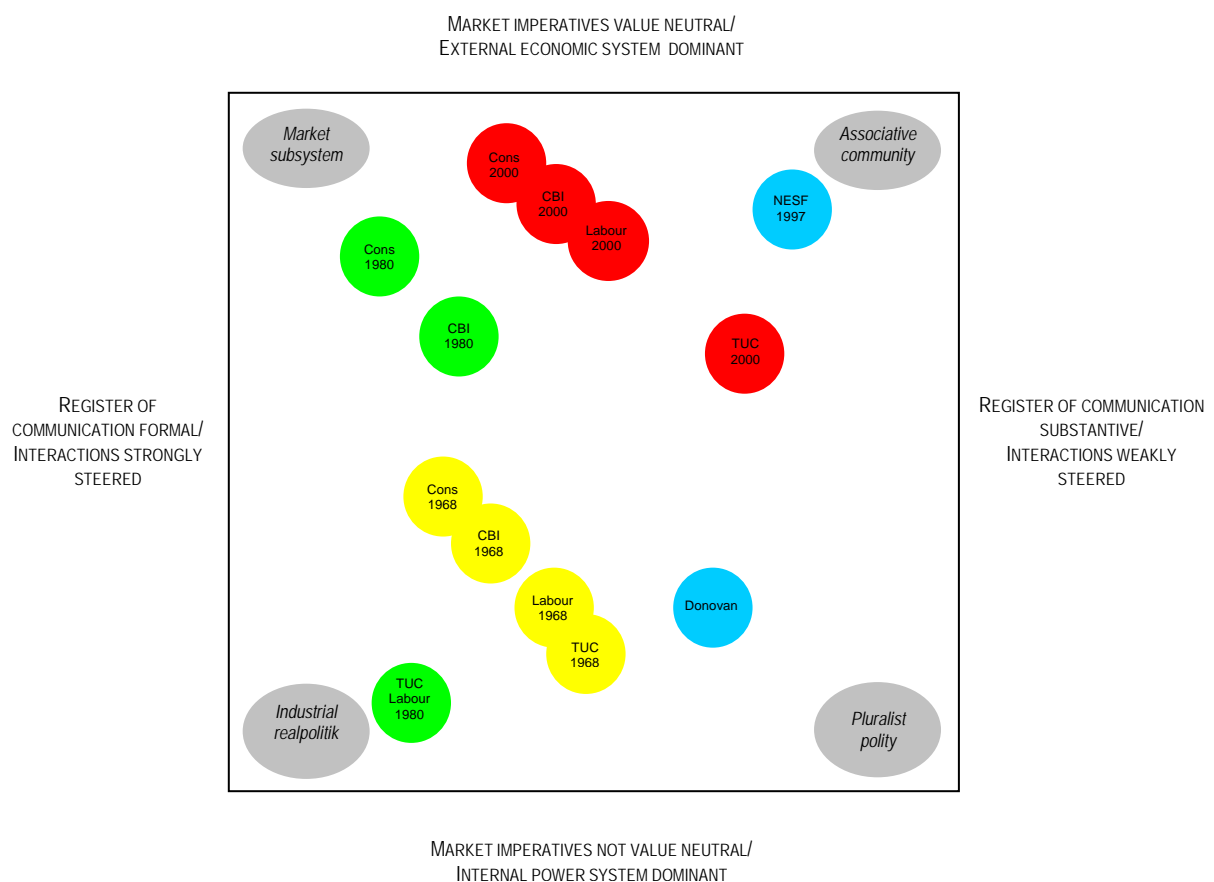 MARKET IMPERATIVES VALUE NEUTRAL/
EXTERNAL ECONOMIC SYSTEM DOMINANT
Market
subsystem
Associative
community
Cons
2000
CBI
2000
Labour
2000
NESF
1997
Cons
1980
CBI
1980
TUC
2000
REGISTER OF
COMMUNICATION FORMAL/
INTERACTIONS STRONGLY
STEERED
REGISTER OF COMMUNICATION
SUBSTANTIVE/
INTERACTIONS WEAKLY
STEERED
Cons
1968
CBI
1968
Labour
1968
TUC
1968
Donovan
TUC
Labour
1980
Industrial
realpolitik
Pluralist
polity
MARKET IMPERATIVES NOT VALUE NEUTRAL/
INTERNAL POWER SYSTEM DOMINANT